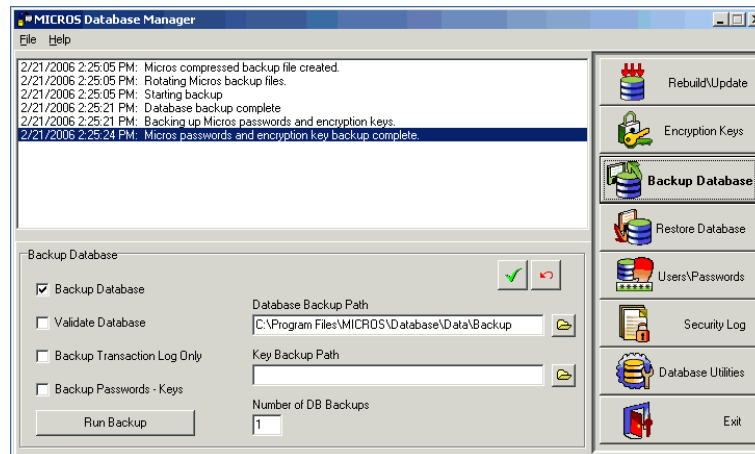 MICROS Database Manager
File Help
2/21/2006 2:25:05 PM: Micros compressed backup file created.
2/21/2006 2:25:05 PM: Rotating Micros backup files.
2/21/2006 2:25:05 PM: Starting backup
2/21/2006 2:25:21 PM: Database backup complete
2/21/2006 2:25:21 PM: Backing up Micros passwords and encryption keys.
2/21/2006 2:25:24 PM: Micros passwords and encryption key backup complete.
Rebuild\Update
Encryption Keys
Backup Database
Restore Database
Users\Passwords
Security Log
Database Utilities
Exit
Backup Database
Backup Database
Validate Database
Backup Transaction Log Only
Backup Passwords - Keys
Run Backup
Database Backup Path
C:\Program Files\MICROS\Database\Data\Backup
Key Backup Path
Number of DB Backups
1